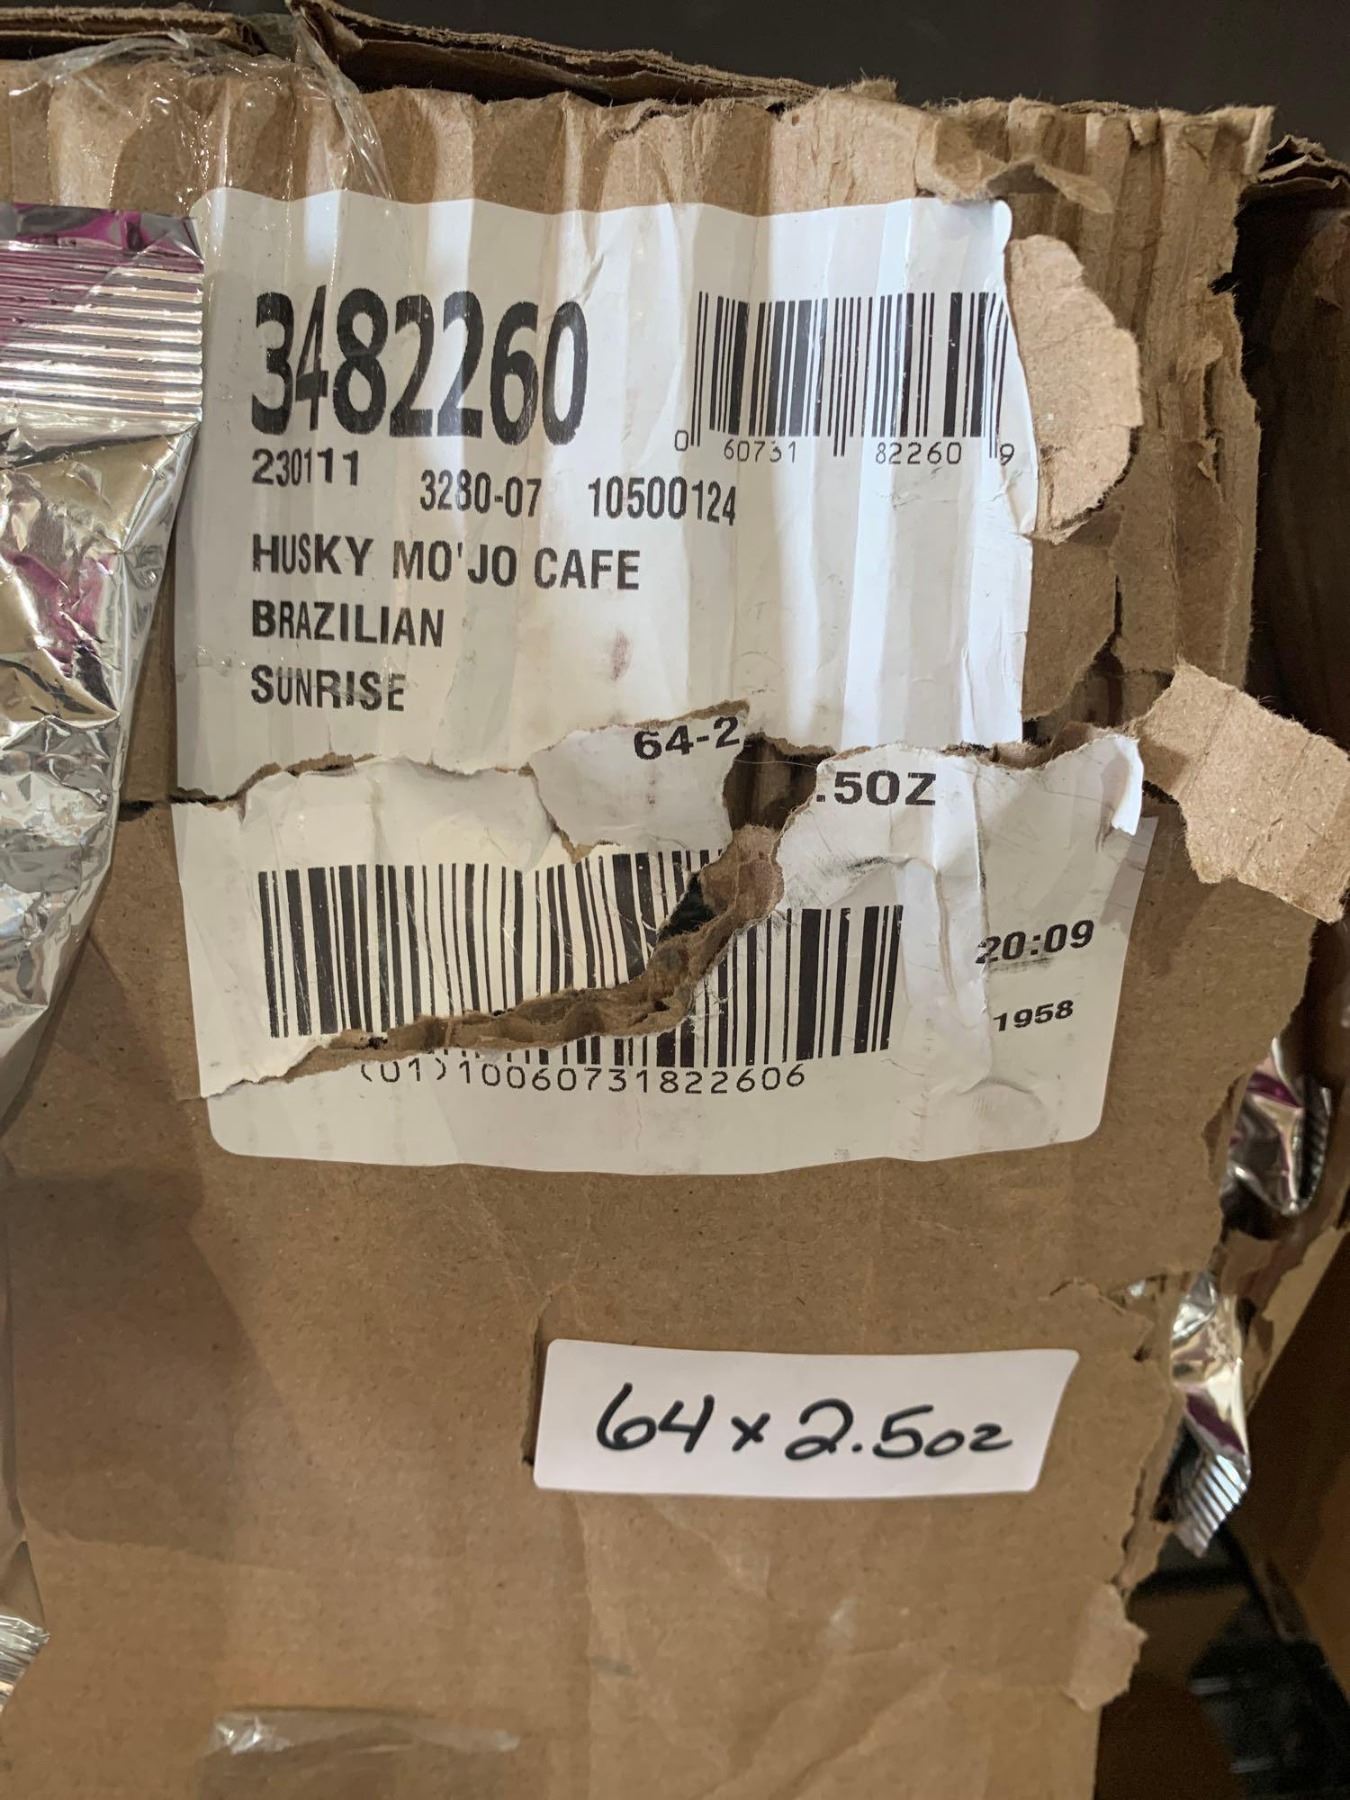 3482260
0 60731 82260 9
230111 3280-07 10500124
HUSKY MO'JO CAFE
BRAZILIAN
SUNRISE
64-2.5OZ
20:09
1958
(01)10060731822606
64 x 2.5oz